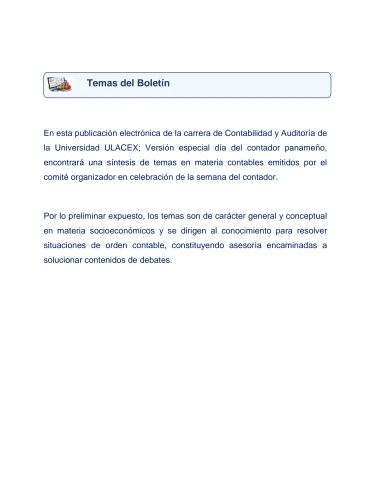 Temas del Boletín
En esta publicación electrónica de la carrera de Contabilidad y Auditoría de
la Universidad ULACEX; Versión especial día del contador panameño,
encontrará una síntesis de temas en materia contables emitidos por el
comité organizador en celebración de la semana del contador.
Por lo preliminar expuesto, los temas son de carácter general y conceptual
en materia socioeconómicos y se dirigen al conocimiento para resolver
situaciones de orden contable, constituyendo asesoría encaminadas a
solucionar contenidos de debates.